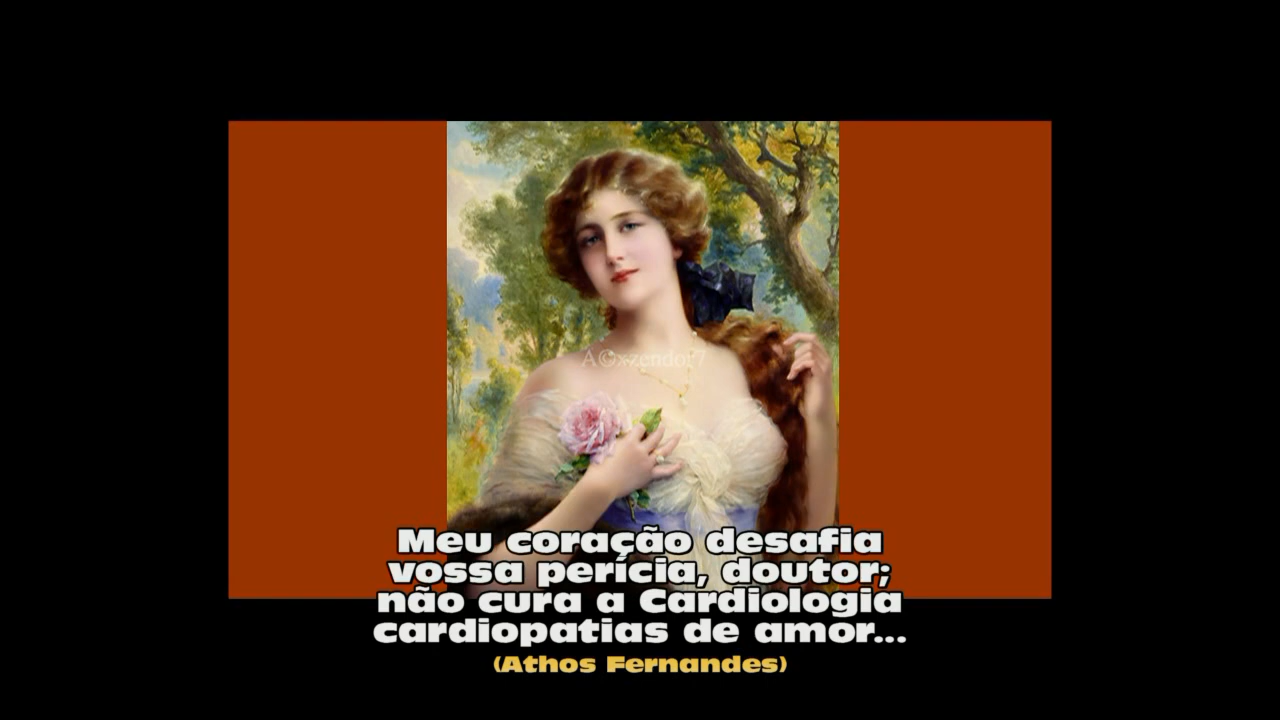 Meu coração desafia
vossa perícia, doutor;
não cura a Cardiologia
cardiopatias de amor...
(Athos Fernandes)